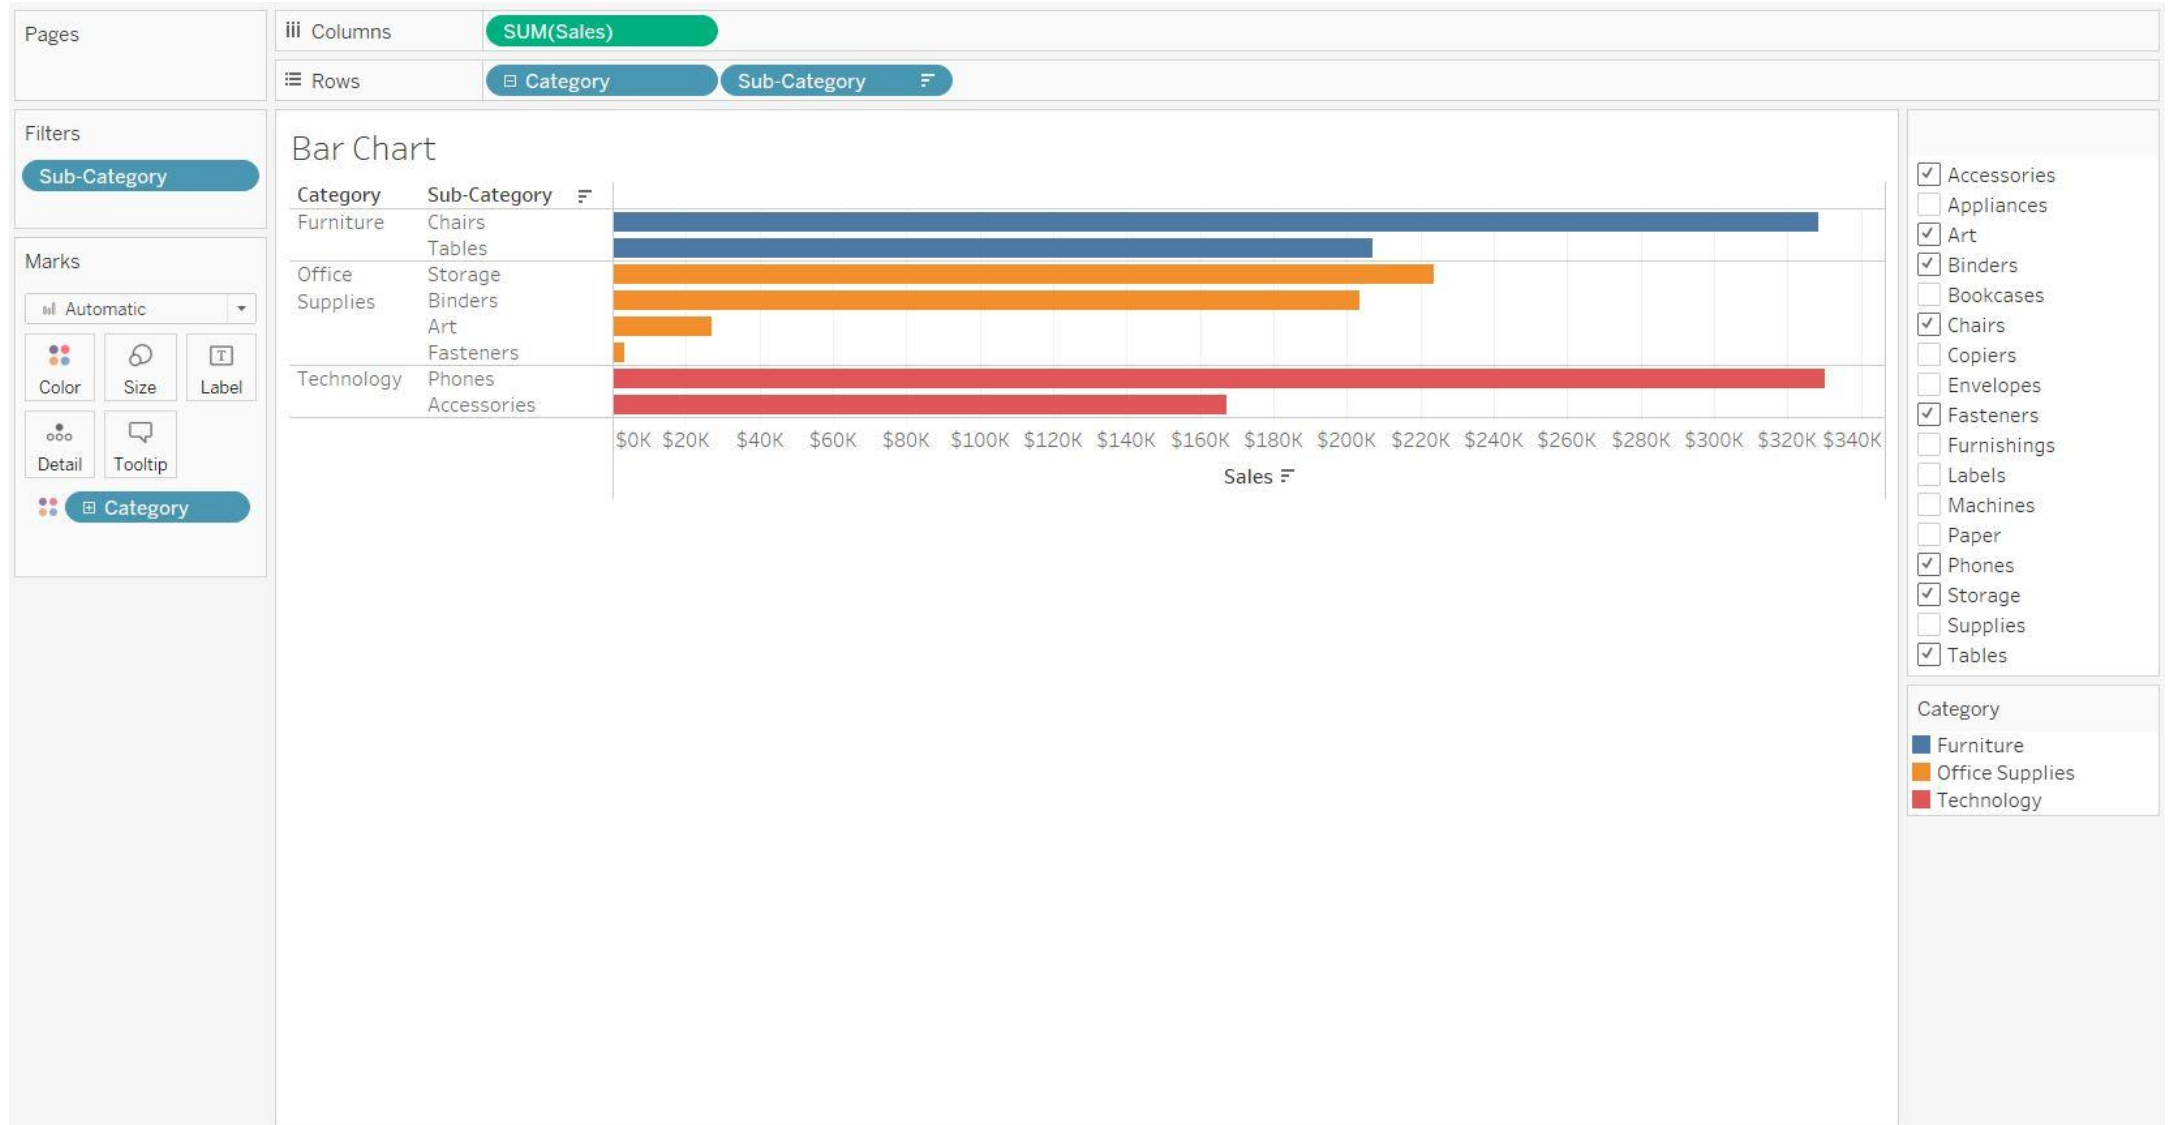 Pages
Columns SUM(Sales)
Rows Category Sub-Category
Filters
Sub-Category
Marks
Automatic
Color Size Label
Detail Tooltip
Category
Bar Chart
Category Sub-Category
Furniture Chairs
Tables
Office Storage
Supplies Binders
Art
Fasteners
Technology Phones
Accessories
$0K $20K $40K $60K $80K $100K $120K $140K $160K $180K $200K $220K $240K $260K $280K $300K $320K $340K
Sales
Accessories
Appliances
Art
Binders
Bookcases
Chairs
Copiers
Envelopes
Fasteners
Furnishings
Labels
Machines
Paper
Phones
Storage
Supplies
Tables
Category
Furniture
Office Supplies
Technology